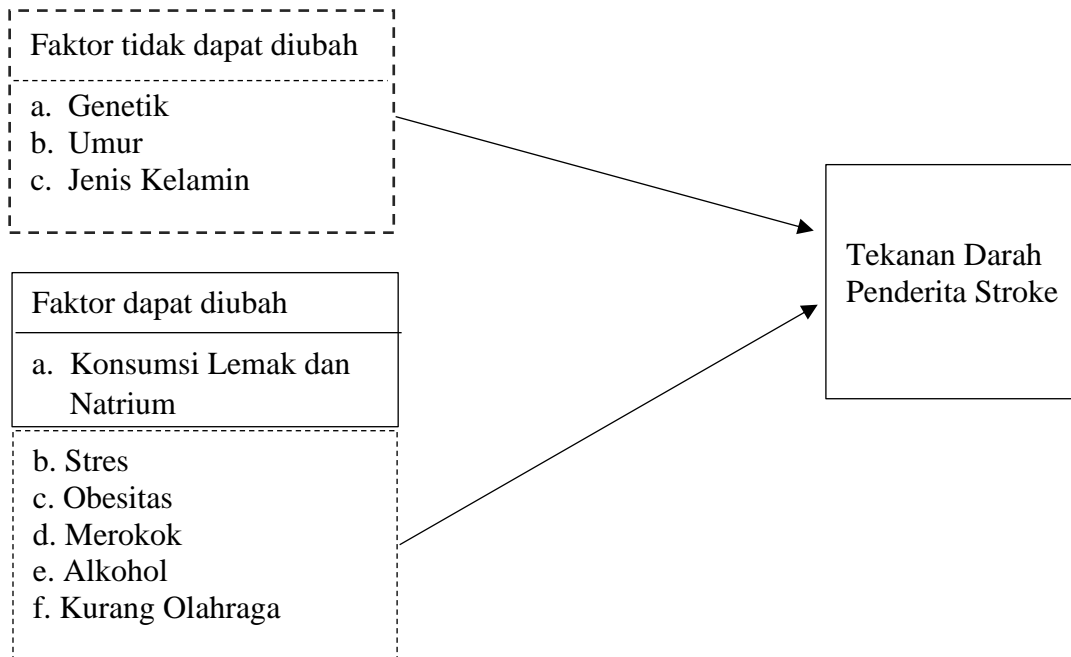 Faktor tidak dapat diubah
a. Genetik
b. Umur
c. Jenis Kelamin
Faktor dapat diubah
a. Konsumsi Lemak dan
Natrium
b. Stres
c. Obesitas
d. Merokok
e. Alkohol
f. Kurang Olahraga
Tekanan Darah
Penderita Stroke